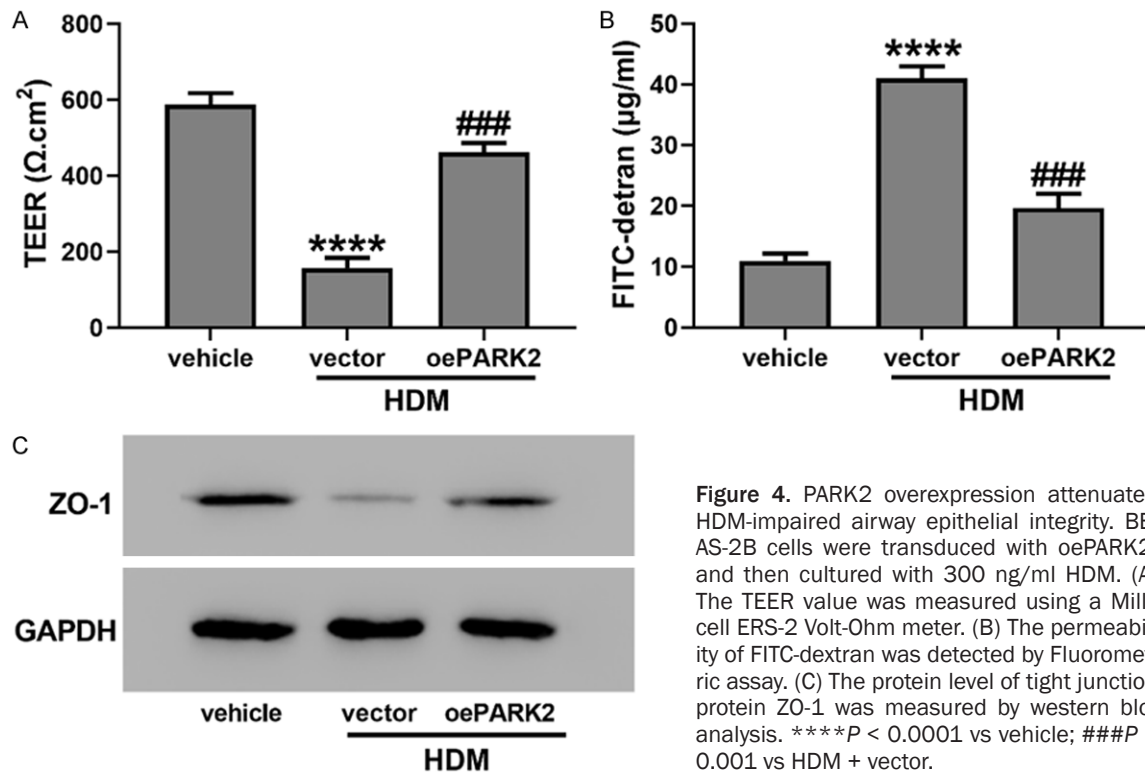 A
TEER (Ω.cm²)
800
600
400
200
0
****
###
vehicle
vector
oePARK2
HDM
B
FITC-detran (μg/ml)
50
40
30
20
10
0
****
###
vehicle
vector
oePARK2
HDM
C
ZO-1
GAPDH
vehicle
vector
oePARK2
HDM
Figure 4. PARK2 overexpression attenuate
HDM-impaired airway epithelial integrity. BE
AS-2B cells were transduced with oePARK2
and then cultured with 300 ng/ml HDM. (A
The TEER value was measured using a Mill
cell ERS-2 Volt-Ohm meter. (B) The permeabi
ity of FITC-dextran was detected by Fluorome
ric assay. (C) The protein level of tight junction
protein ZO-1 was measured by western blo
analysis. ****P < 0.0001 vs vehicle; ###P
0.001 vs HDM + vector.